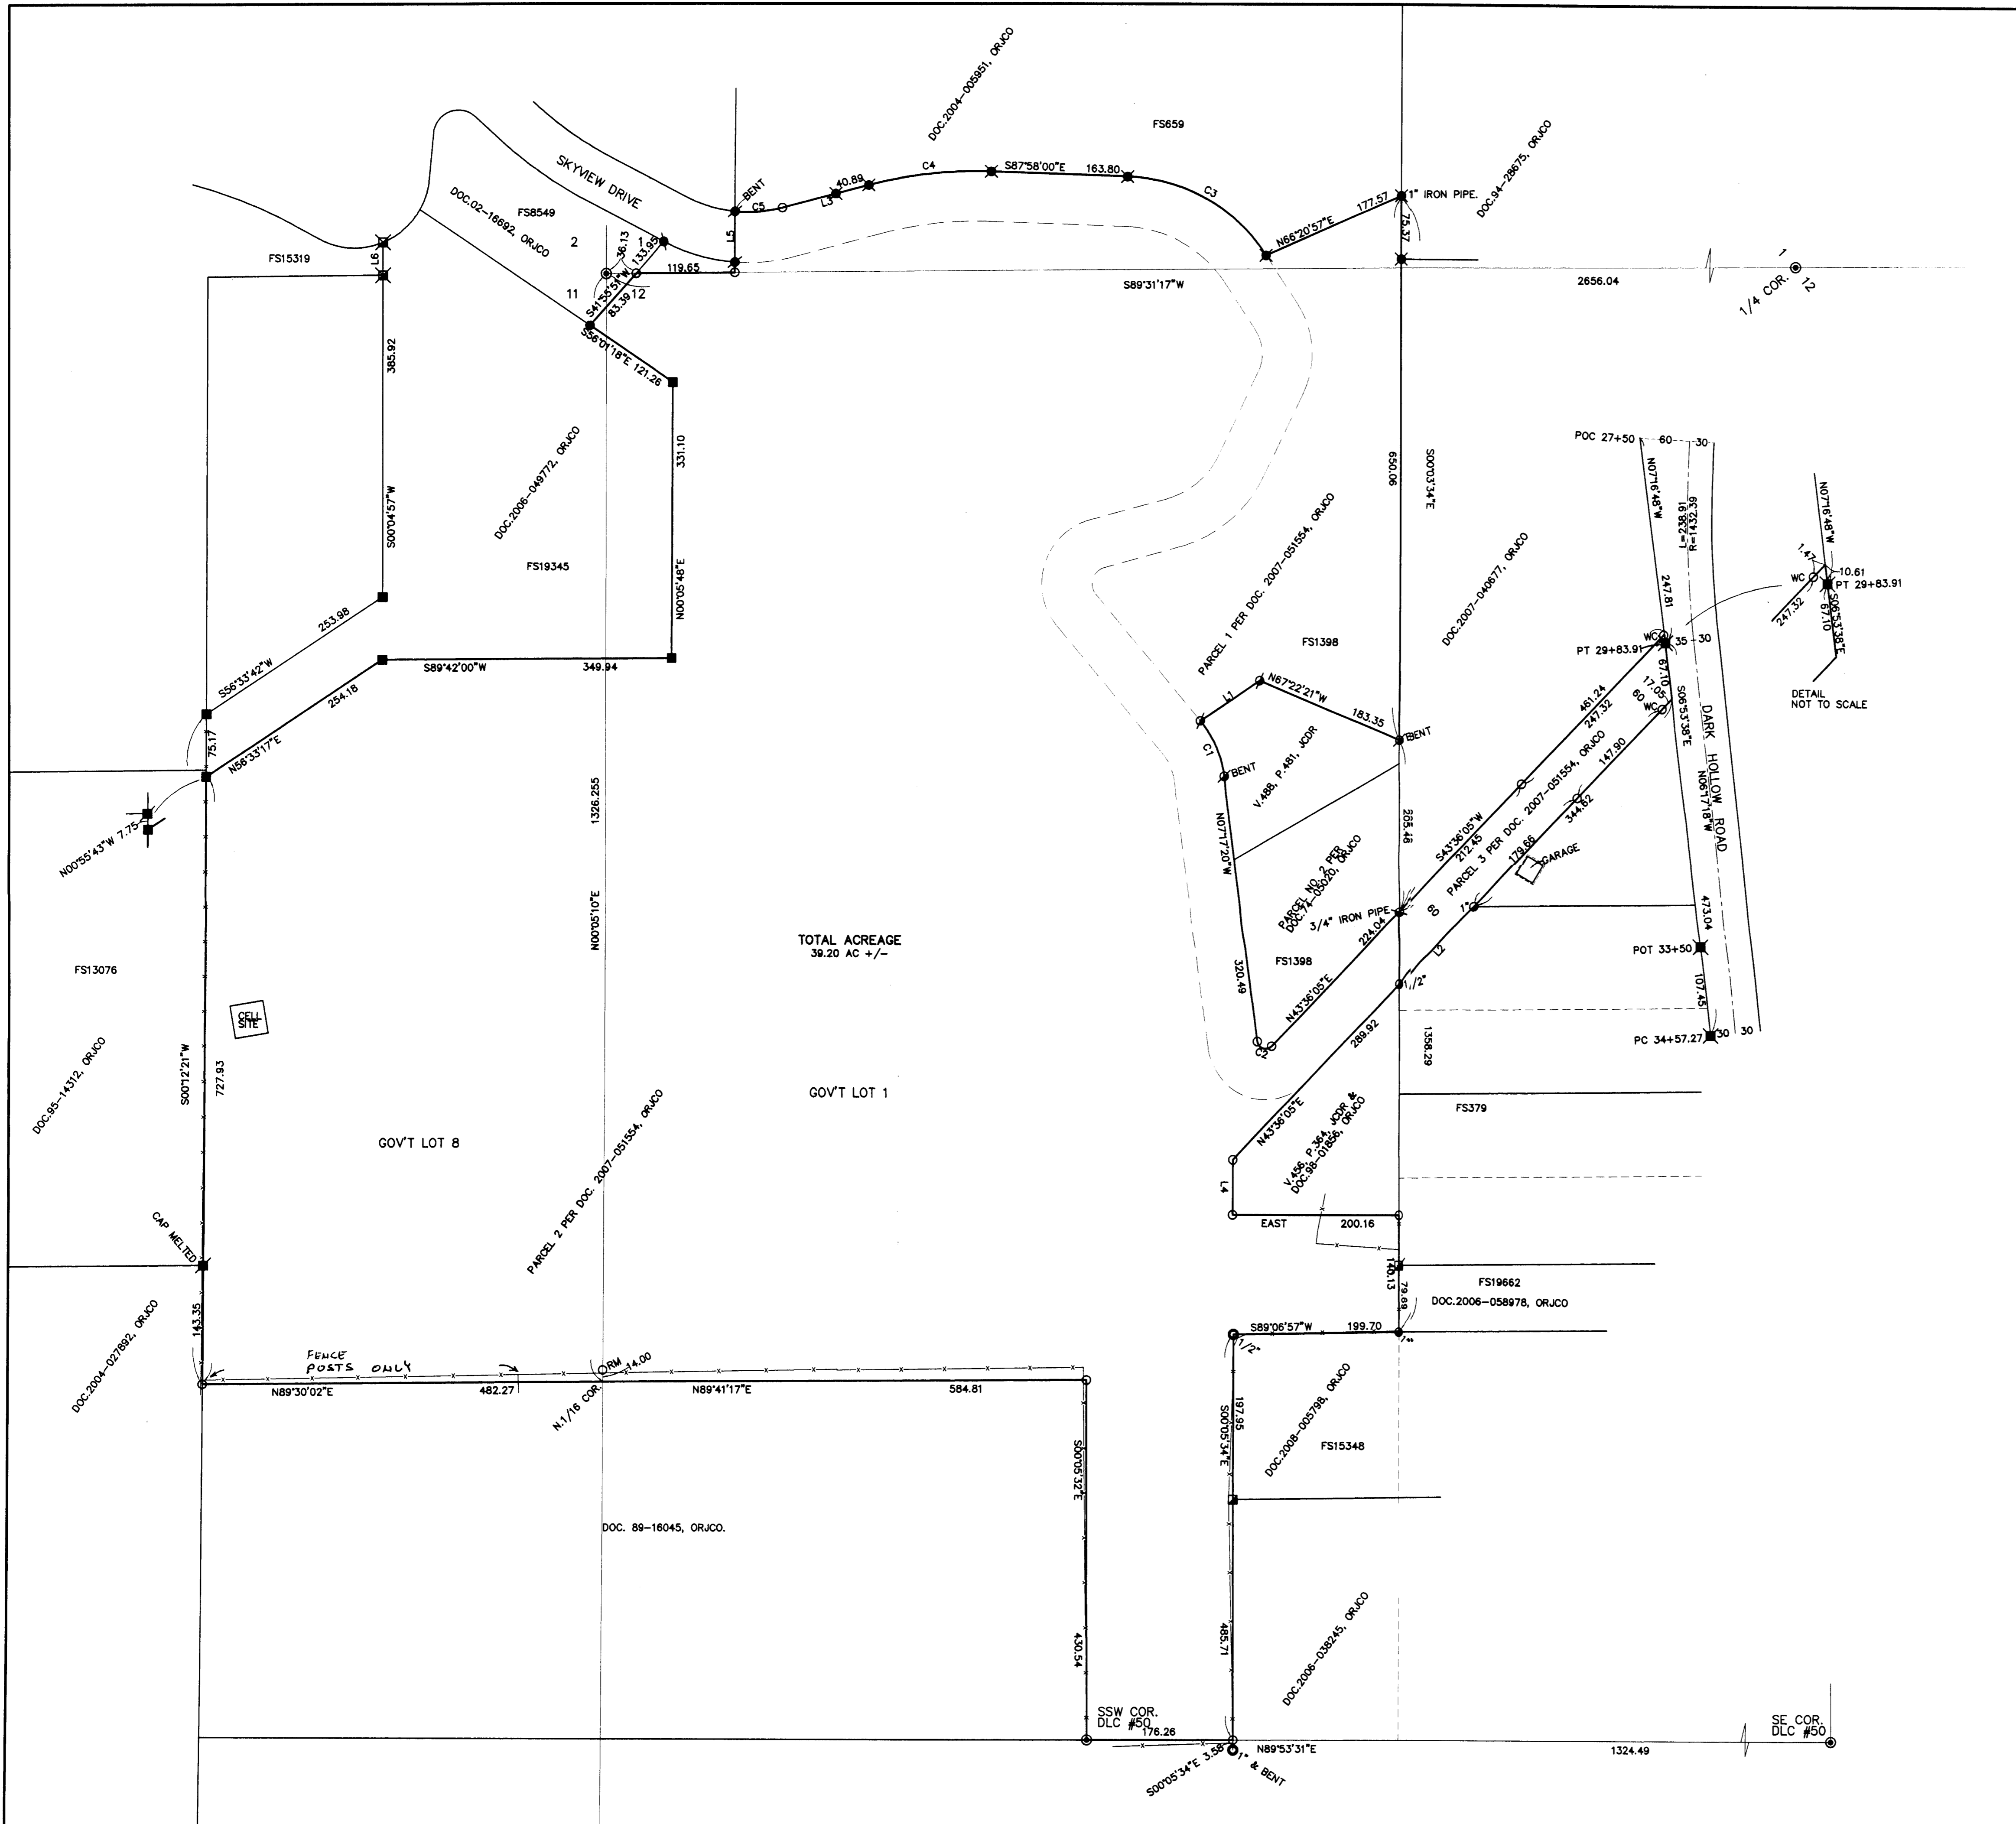 DOC.2004-005951, ORJCO
FS659
SKYVIEW DRIVE
DOC.02-16692, ORJCO
FS8549
2
1
11
12
36.13
133.95
S41°55'51"W
83.39
119.65
BENT
C5
L5
L3
40.89
C4
S87°58'00"E 163.80
C3
N66°20'57"E
177.57
1" IRON PIPE.
75.37
DOC.94-28675, ORJCO
S89°31'17"W
2656.04
1/4 COR.
1
12
FS15319
L6
385.92
S00°04'57"W
S56°01'18"E 121.26
331.10
N00°05'48"E
DOC.2006-049772, ORJCO
FS19345
253.98
S56°33'42"W
254.18
N56°33'17"E
S89°42'00"W
349.94
75.17
N00°55'43"W 7.75
1326.255
N00°05'10"E
650.06
S00°03'34"E
PARCEL 1 PER DOC. 2007-051554, ORJCO
FS1398
DOC.2007-040677, ORJCO
L1
N67°22'21"W
183.35
BENT
C1
BENT
V.488, P.481, JCDR
N07°17'20"W
320.49
PARCEL NO. 2 PER
DOC.74-05020, ORJCO
3/4" IRON PIPE
205.46
224.04
FS1398
N43°36'05"E
C2
POC 27+50
60
30
N07°16'48"W
L=238.91
R=1432.39
247.81
WC
35
30
PT 29+83.91
67.10
17.05
60
WC
S06°53'38"E
461.24
247.32
S43°36'05"W
212.45
PARCEL 3 PER DOC. 2007-051554, ORJCO
147.90
344.62
179.66
GARAGE
60
1"
L2
1/2"
DARK HOLLOW ROAD
N06°17'18"W
473.04
POT 33+50
107.45
PC 34+57.27
30
30
N07°16'48"W
1.47
10.61
WC
PT 29+83.91
247.32
67.10
S06°53'38"E
DETAIL
NOT TO SCALE
TOTAL ACREAGE
39.20 AC +/-
FS13076
CELL
SITE
DOC.95-14312, ORJCO
S00°12'21"W
727.93
GOV'T LOT 8
GOV'T LOT 1
PARCEL 2 PER DOC. 2007-051554, ORJCO
289.92
N43°36'05"E
1358.29
FS379
V.456, P.364, JCDR &
DOC.98-01856, ORJCO
L4
EAST
200.16
CAP MELTED
143.35
DOC.2004-027892, ORJCO
FENCE
POSTS ONLY
N89°30'02"E
482.27
RM
14.00
N.1/16 COR.
N89°41'17"E
584.81
140.13
79.69
FS19662
DOC.2006-058978, ORJCO
S89°06'57"W
199.70
1/2"
1"
197.95
S00°05'34"E
DOC.2008-005798, ORJCO
FS15348
S00°05'32"E
430.54
DOC. 89-16045, ORJCO.
485.71
DOC.2006-038245, ORJCO
SSW COR.
DLC #50
176.26
S00°05'34"E 3.58
1" & BENT
N89°53'31"E
1324.49
SE COR.
DLC #50